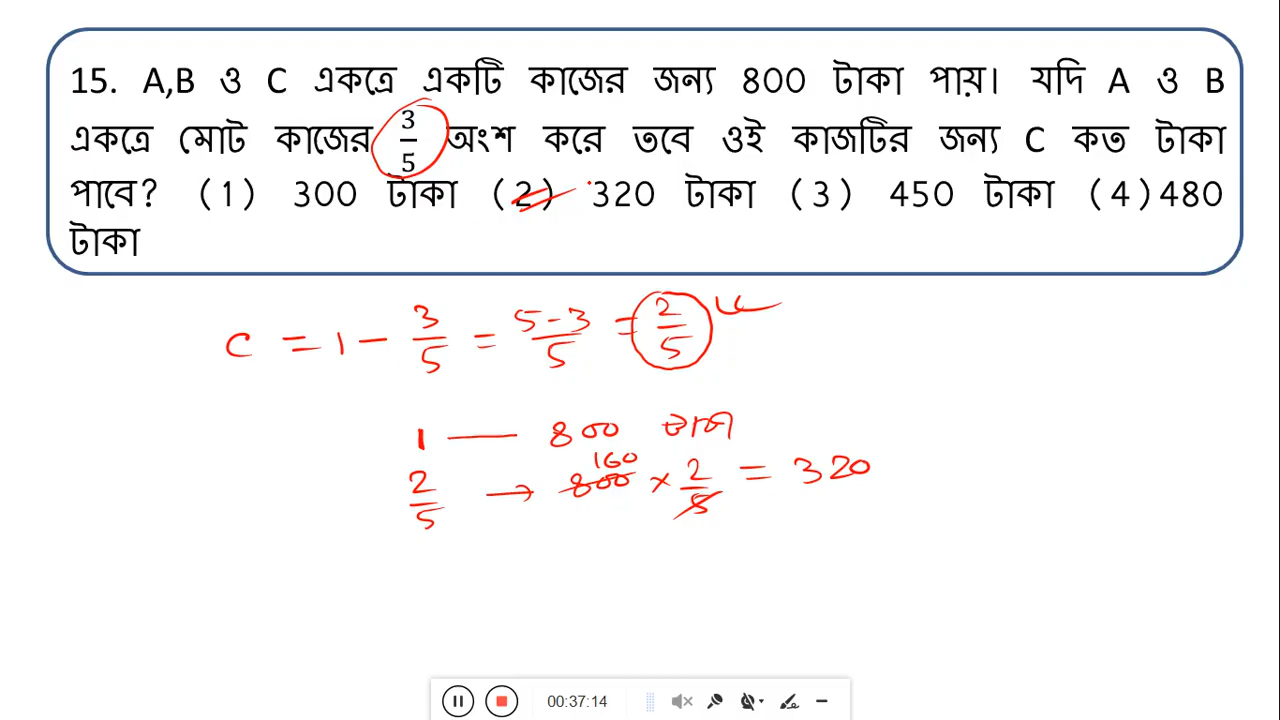 15. A,B ও C একত্রে একটি কাজের জন্য 800 টাকা পায়। যদি A ও B
একত্রে মোট কাজের 3/5 অংশ করে তবে ওই কাজটির জন্য C কত টাকা
পাবে? (1) 300 টাকা (2) 320 টাকা (3) 450 টাকা (4)480
টাকা
C = 1 - 3/5 = 5-3/5 = 2/5
1 — 800 টাকা
160
2/5 → 800 × 2/5 = 320
00:37:14